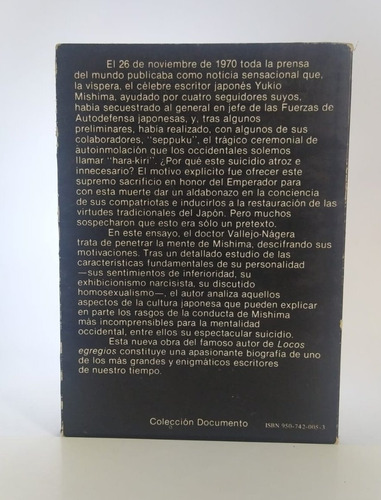 El 26 de noviembre de 1970 toda la prensa
del mundo publicaba como noticia sensacional que,
la víspera, el célebre escritor japonés Yukio
Mishima, ayudado por cuatro seguidores suyos,
había secuestrado al general en jefe de las Fuerzas de
Autodefensa japonesas, y, tras algunos
preliminares, había realizado, con algunos de sus
colaboradores, "seppuku", el trágico ceremonial de
autoinmolación que los occidentales solemos
llamar "hara-kiri". ¿Por qué este suicidio atroz e
innecesario? El motivo explícito fue ofrecer este
supremo sacrificio en honor del Emperador para
con esta muerte dar un aldabonazo en la conciencia
de sus compatriotas e inducirlos a la restauración de las
virtudes tradicionales del Japón. Pero muchos
sospecharon que esto era sólo un pretexto.
En este ensayo, el doctor Vallejo-Nágera
trata de penetrar la mente de Mishima, descifrando sus
motivaciones. Tras un detallado estudio de las
características fundamentales de su personalidad
—sus sentimientos de inferioridad, su
exhibicionismo narcisista, su discutido
homosexualismo—, el autor analiza aquellos
aspectos de la cultura japonesa que pueden explicar
en parte los rasgos de la conducta de Mishima
más incomprensibles para la mentalidad
occidental, entre ellos su espectacular suicidio.
Esta nueva obra del famoso autor de Locos
egregios constituye una apasionante biografía de uno
de los más grandes y enigmáticos escritores
de nuestro tiempo.
Colección Documento
ISBN 950-742-005-3